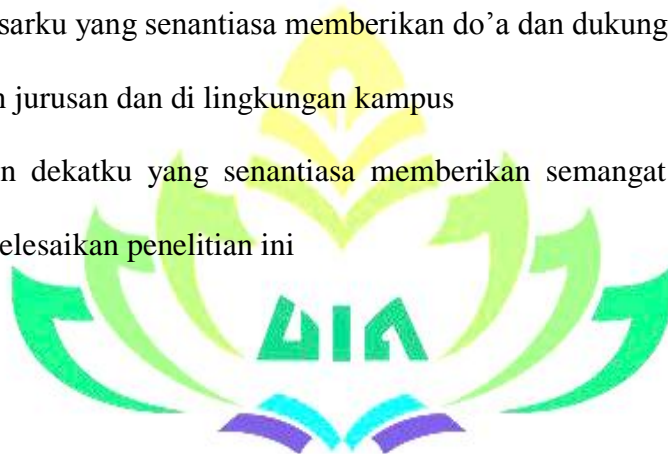 sarku yang senantiasa memberikan do’a dan dukung
jurusan dan di lingkungan kampus
n dekatku yang senantiasa memberikan semangat
elesaikan penelitian ini
UIN